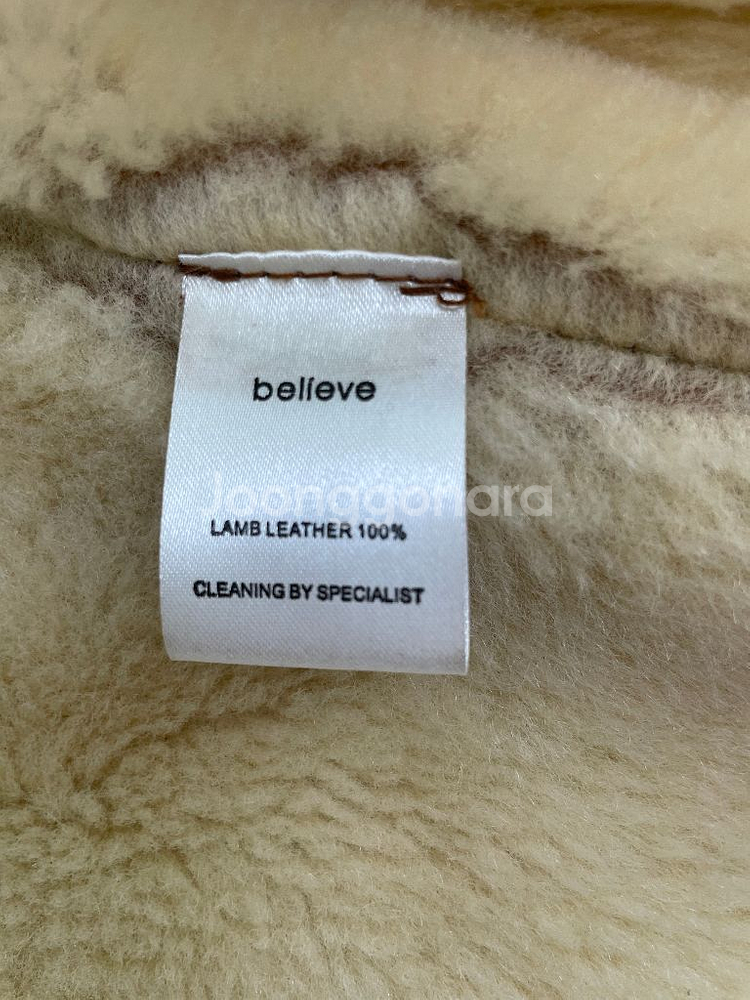 believe
Joonggonara
LAMB LEATHER 100%
CLEANING BY SPECIALIST